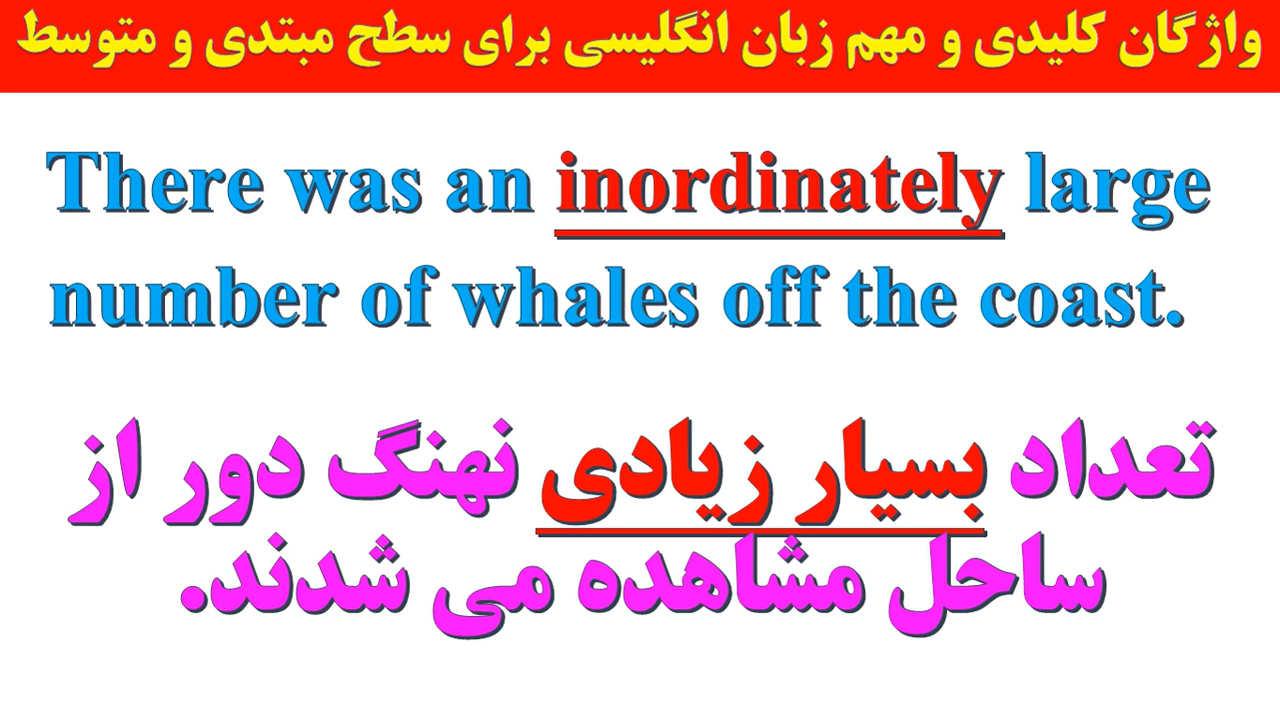 واژگان کلیدی و مهم زبان انگلیسی برای سطح مبتدی و متوسط
There was an inordinately large
number of whales off the coast.
تعداد بسیار زیادی نهنگ دور از
ساحل مشاهده می شدند.